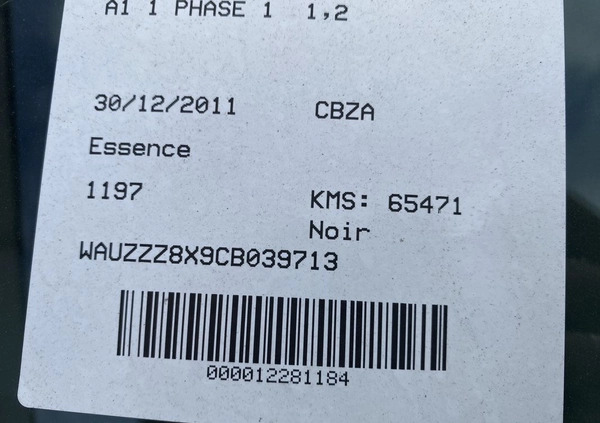 A1 1 PHASE 1 1,2
30/12/2011 CBZA
Essence
1197 KMS: 65471
Noir
WAUZZZ8X9CB039713
000012281184